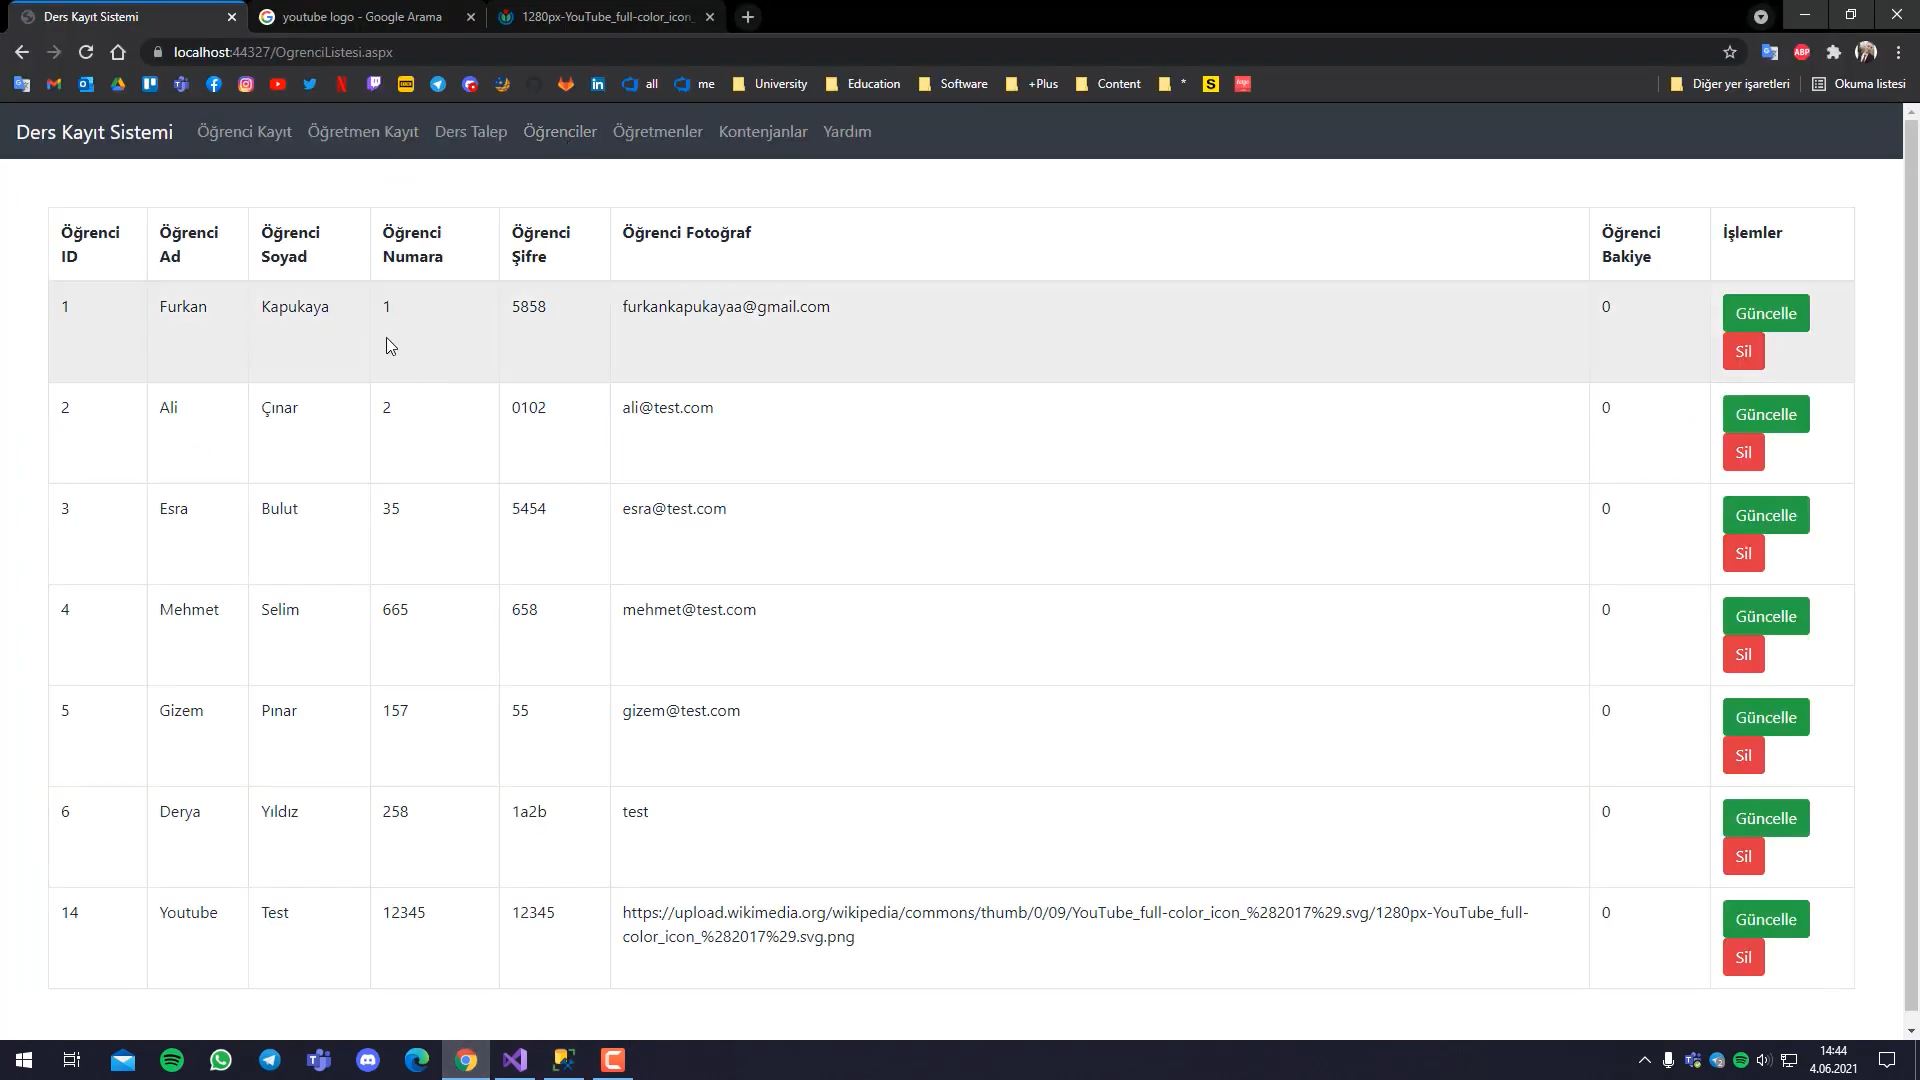 Ders Kayıt Sistemi
youtube logo - Google Arama
1280px-YouTube_full-color_icon_
localhost:44327/OgrenciListesi.aspx
ABP
all me University Education Software +Plus Content * S Diğer yer işaretleri Okuma listesi
Ders Kayıt Sistemi Öğrenci Kayıt Öğretmen Kayıt Ders Talep Öğrenciler Öğretmenler Kontenjanlar Yardım
Öğrenci ID Öğrenci Ad Öğrenci Soyad Öğrenci Numara Öğrenci Şifre Öğrenci Fotoğraf Öğrenci Bakiye İşlemler
1 Furkan Kapukaya 1 5858 furkankapukayaa@gmail.com 0 Güncelle
Sil
2 Ali Çınar 2 0102 ali@test.com 0 Güncelle
Sil
3 Esra Bulut 35 5454 esra@test.com 0 Güncelle
Sil
4 Mehmet Selim 665 658 mehmet@test.com 0 Güncelle
Sil
5 Gizem Pınar 157 55 gizem@test.com 0 Güncelle
Sil
6 Derya Yıldız 258 1a2b test 0 Güncelle
Sil
14 Youtube Test 12345 12345 https://upload.wikimedia.org/wikipedia/commons/thumb/0/09/YouTube_full-color_icon_%282017%29.svg/1280px-YouTube_full- 0 Güncelle
color_icon_%282017%29.svg.png
Sil
14:44
4.06.2021